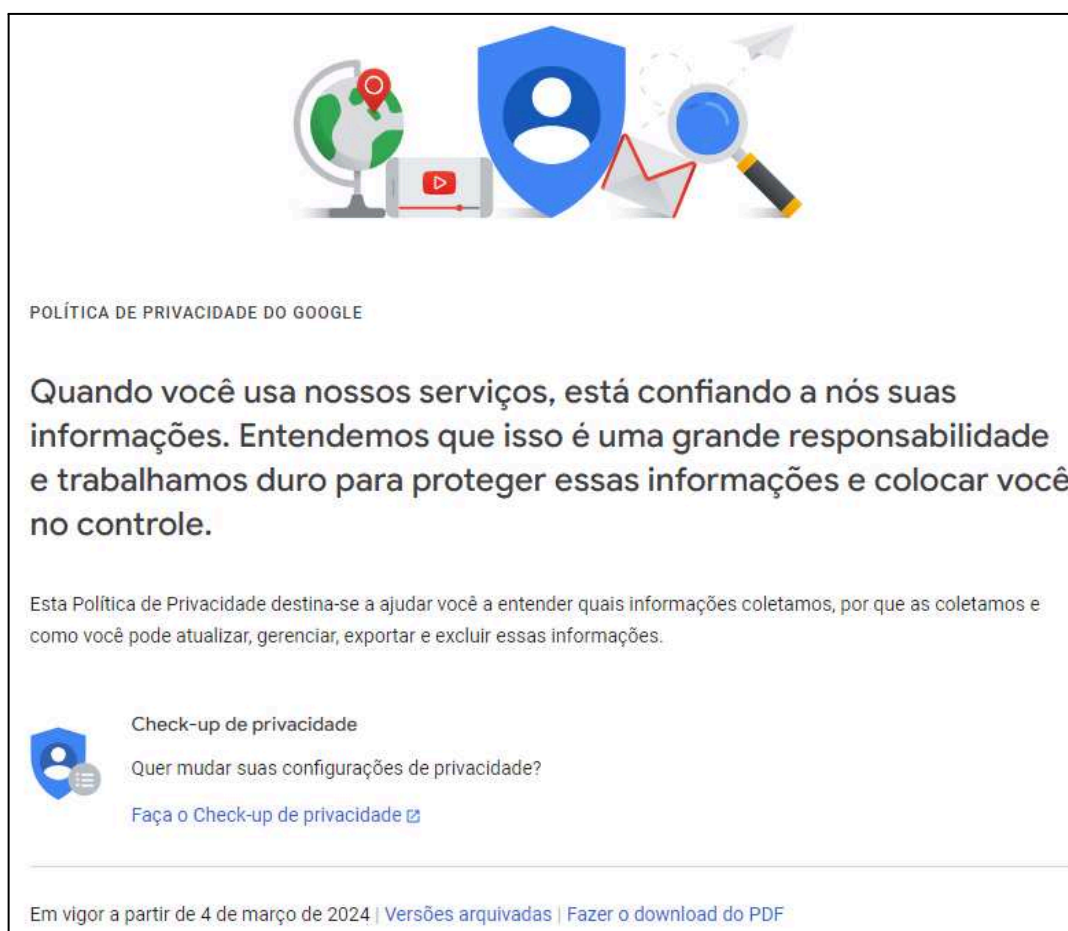 POLÍTICA DE PRIVACIDADE DO GOOGLE
Quando você usa nossos serviços, está confiando a nós suas
informações. Entendemos que isso é uma grande responsabilidade
e trabalhamos duro para proteger essas informações e colocar você
no controle.
Esta Política de Privacidade destina-se a ajudar você a entender quais informações coletamos, por que as coletamos e
como você pode atualizar, gerenciar, exportar e excluir essas informações.
Check-up de privacidade
Quer mudar suas configurações de privacidade?
Faça o Check-up de privacidade
Em vigor a partir de 4 de março de 2024 | Versões arquivadas | Fazer o download do PDF